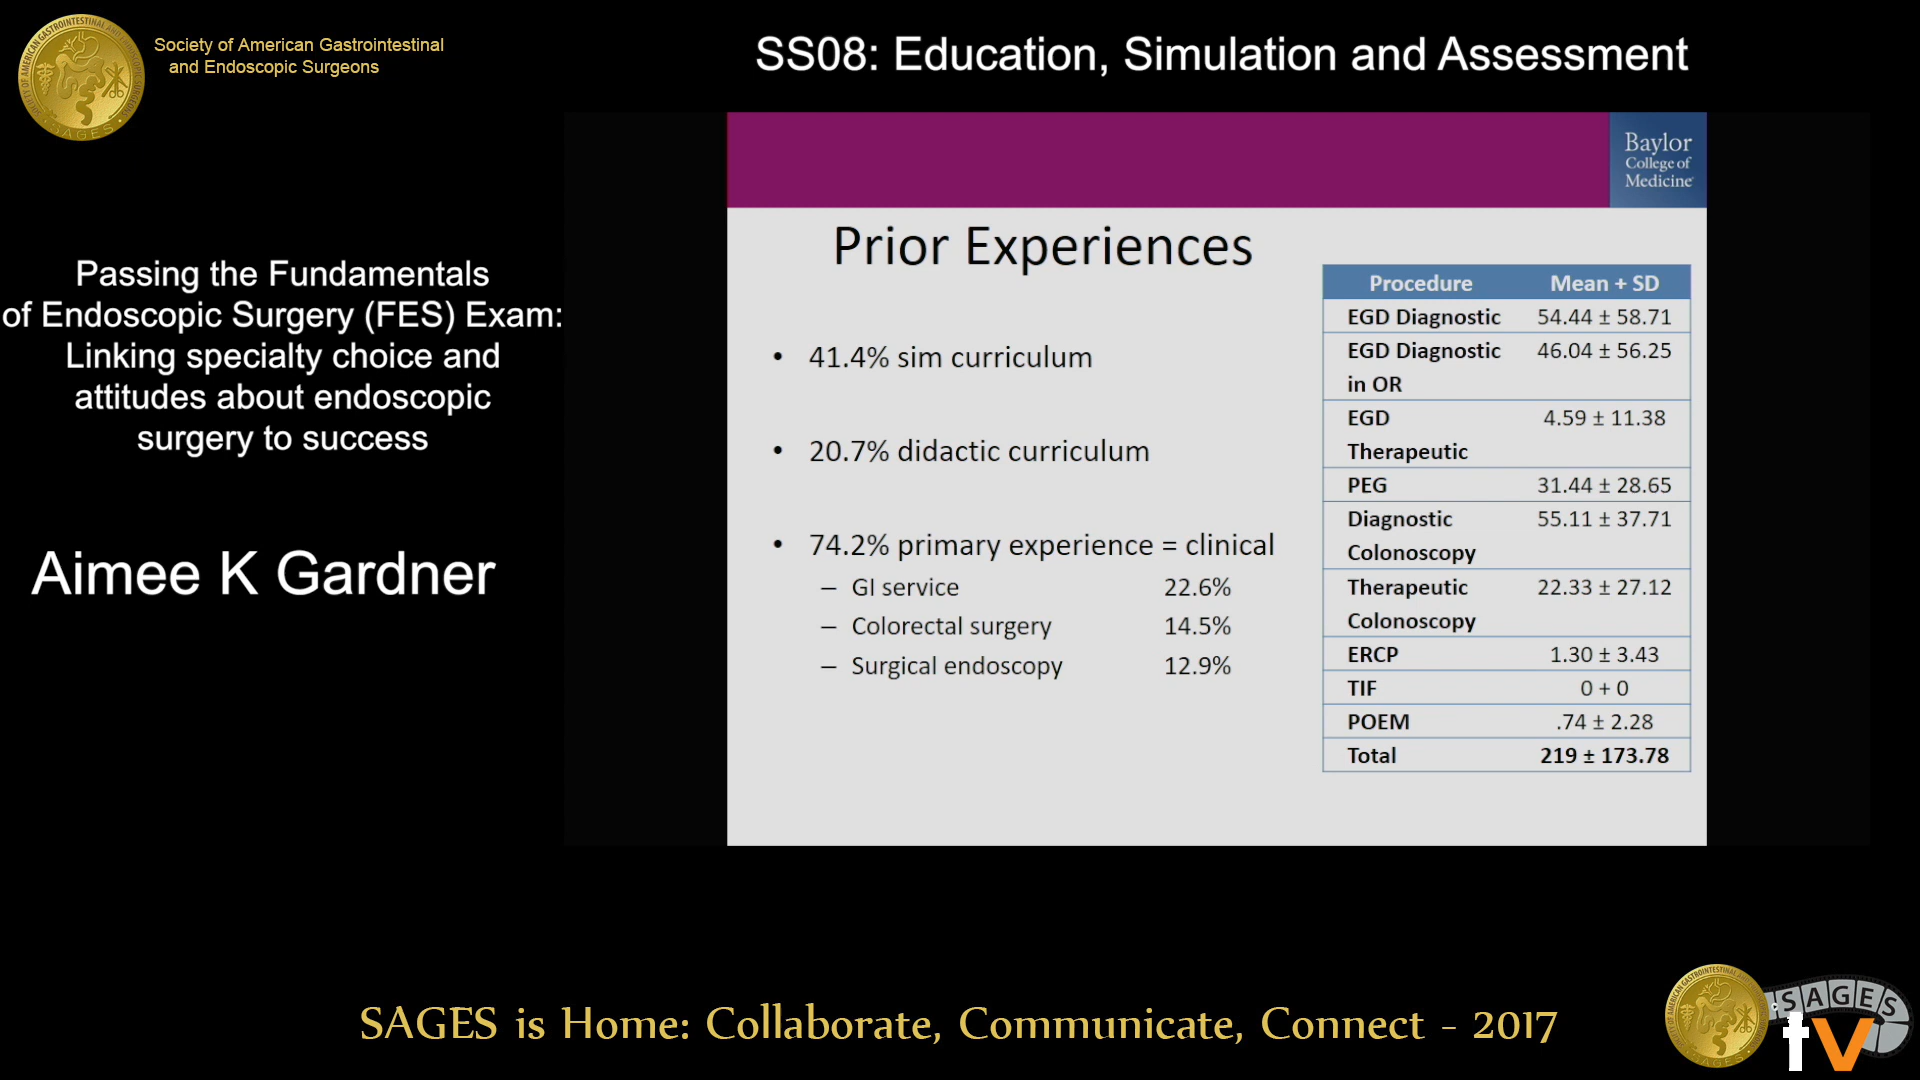 Society of American Gastrointestinal
and Endoscopic Surgeons
SS08: Education, Simulation and Assessment
Baylor
College of
Medicine
Passing the Fundamentals
of Endoscopic Surgery (FES) Exam:
Linking specialty choice and
attitudes about endoscopic
surgery to success
Aimee K Gardner
Prior Experiences
• 41.4% sim curriculum
• 20.7% didactic curriculum
• 74.2% primary experience = clinical
– GI service 22.6%
– Colorectal surgery 14.5%
– Surgical endoscopy 12.9%
Procedure Mean + SD
EGD Diagnostic 54.44 ± 58.71
EGD Diagnostic 46.04 ± 56.25
in OR
EGD 4.59 ± 11.38
Therapeutic
PEG 31.44 ± 28.65
Diagnostic 55.11 ± 37.71
Colonoscopy
Therapeutic 22.33 ± 27.12
Colonoscopy
ERCP 1.30 ± 3.43
TIF 0 + 0
POEM .74 ± 2.28
Total 219 ± 173.78
SAGES is Home: Collaborate, Communicate, Connect - 2017
SAGES
tv